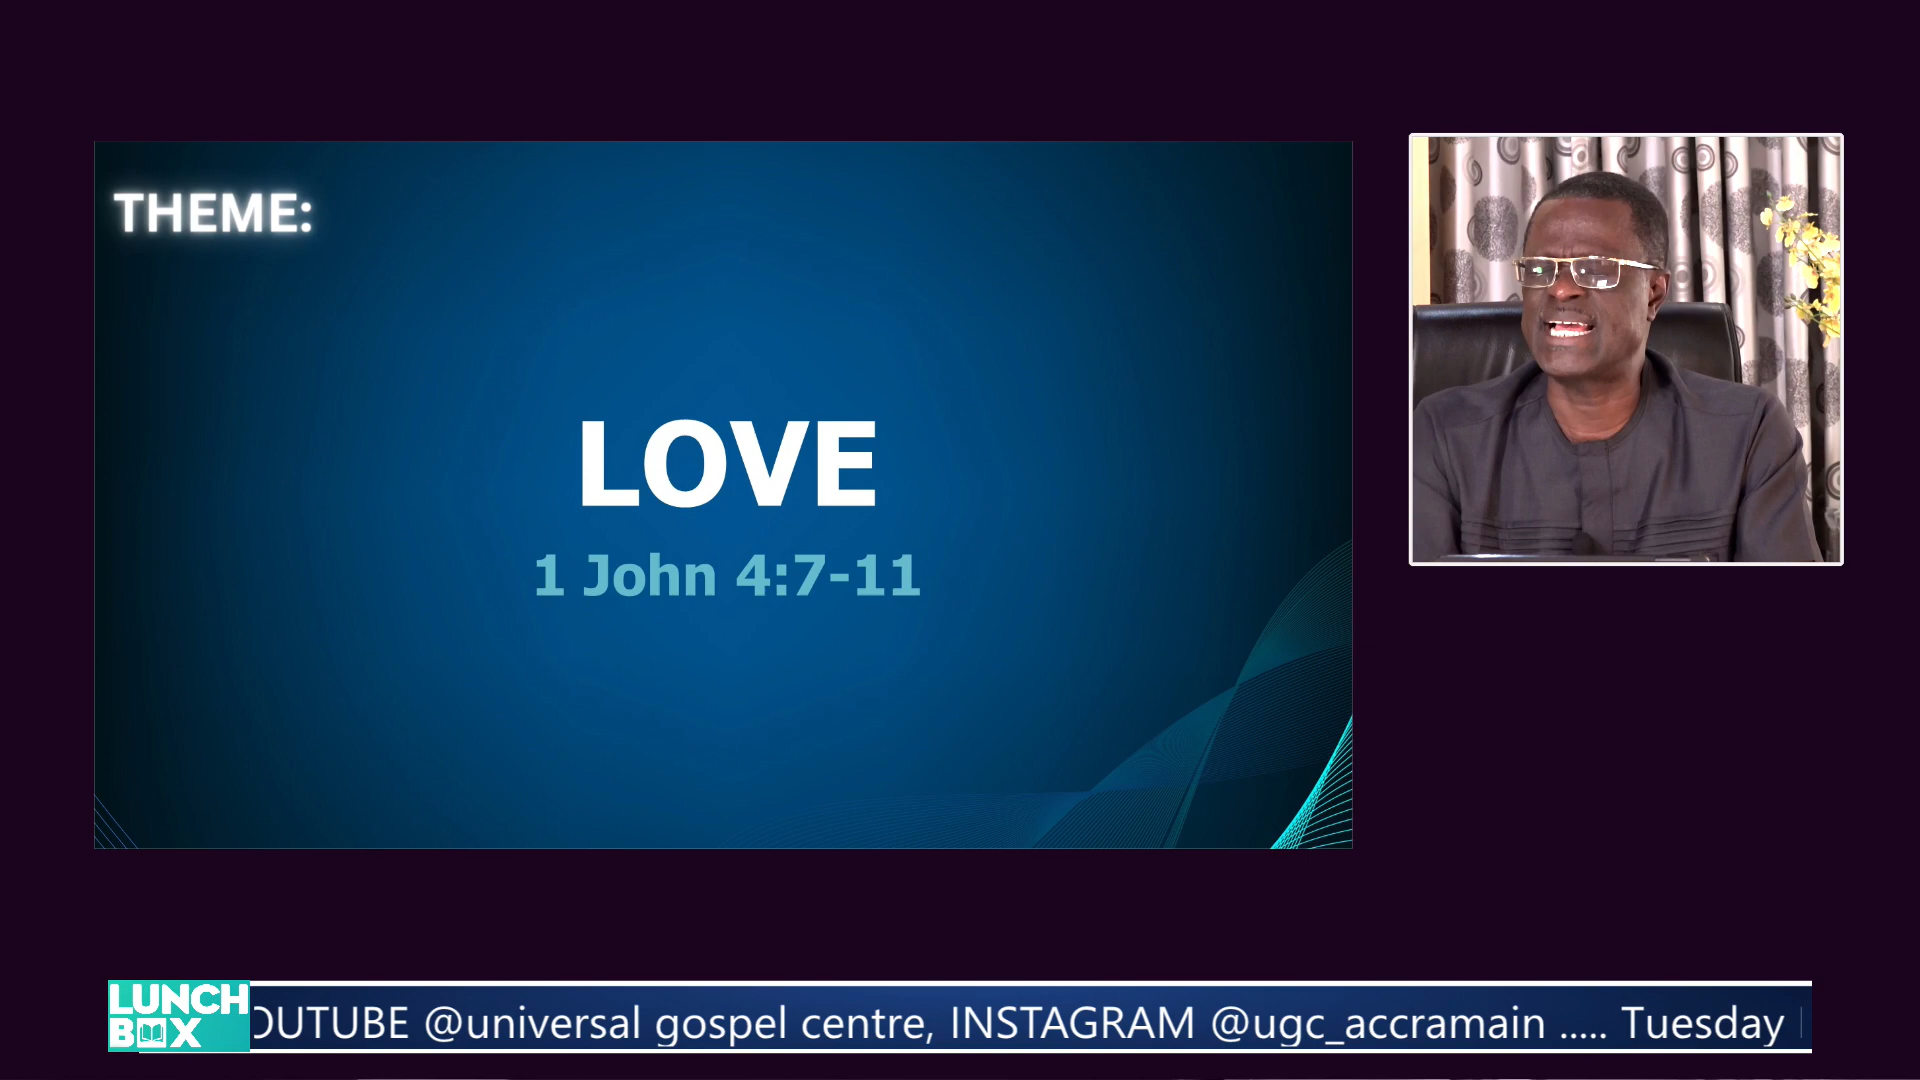 THEME:
LOVE
1 John 4:7-11
LUNCH
BOX
OUTUBE @universal gospel centre, INSTAGRAM @ugc_accramain ..... Tuesday